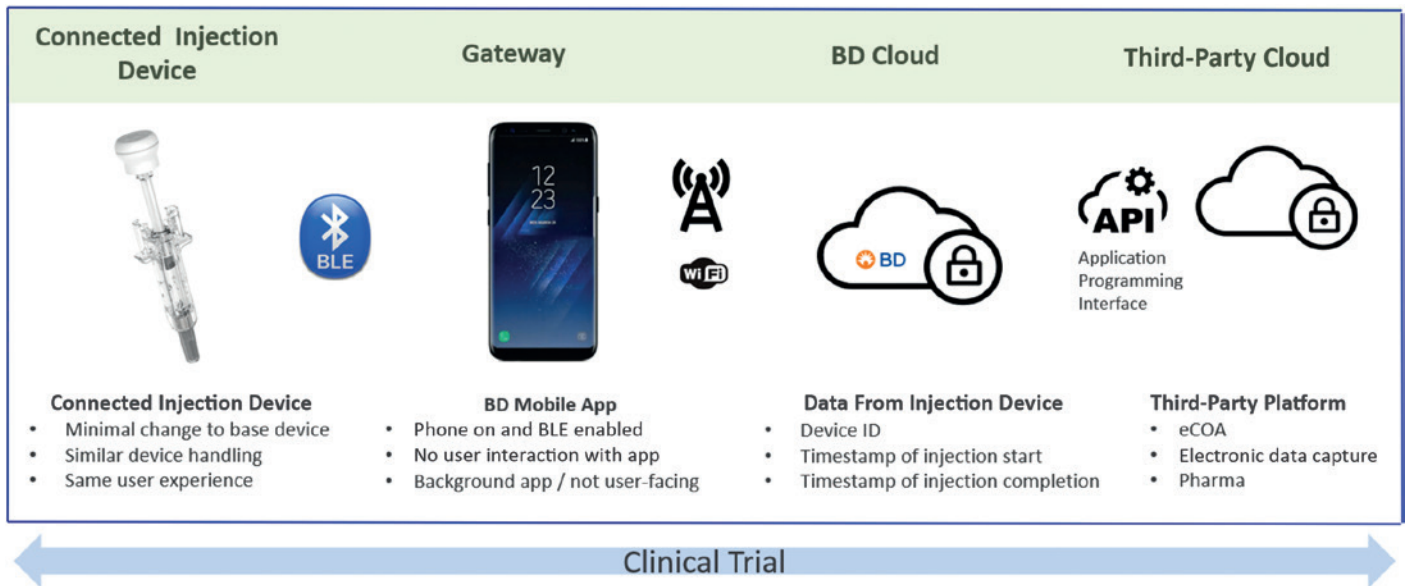 Connected Injection
Device
Gateway
BD Cloud
Third-Party Cloud
BLE
12
23
WiFi
BD
API
Application
Programming
Interface
Connected Injection Device
• Minimal change to base device
• Similar device handling
• Same user experience
BD Mobile App
• Phone on and BLE enabled
• No user interaction with app
• Background app / not user-facing
Data From Injection Device
• Device ID
• Timestamp of injection start
• Timestamp of injection completion
Third-Party Platform
• eCOA
• Electronic data capture
• Pharma
Clinical Trial